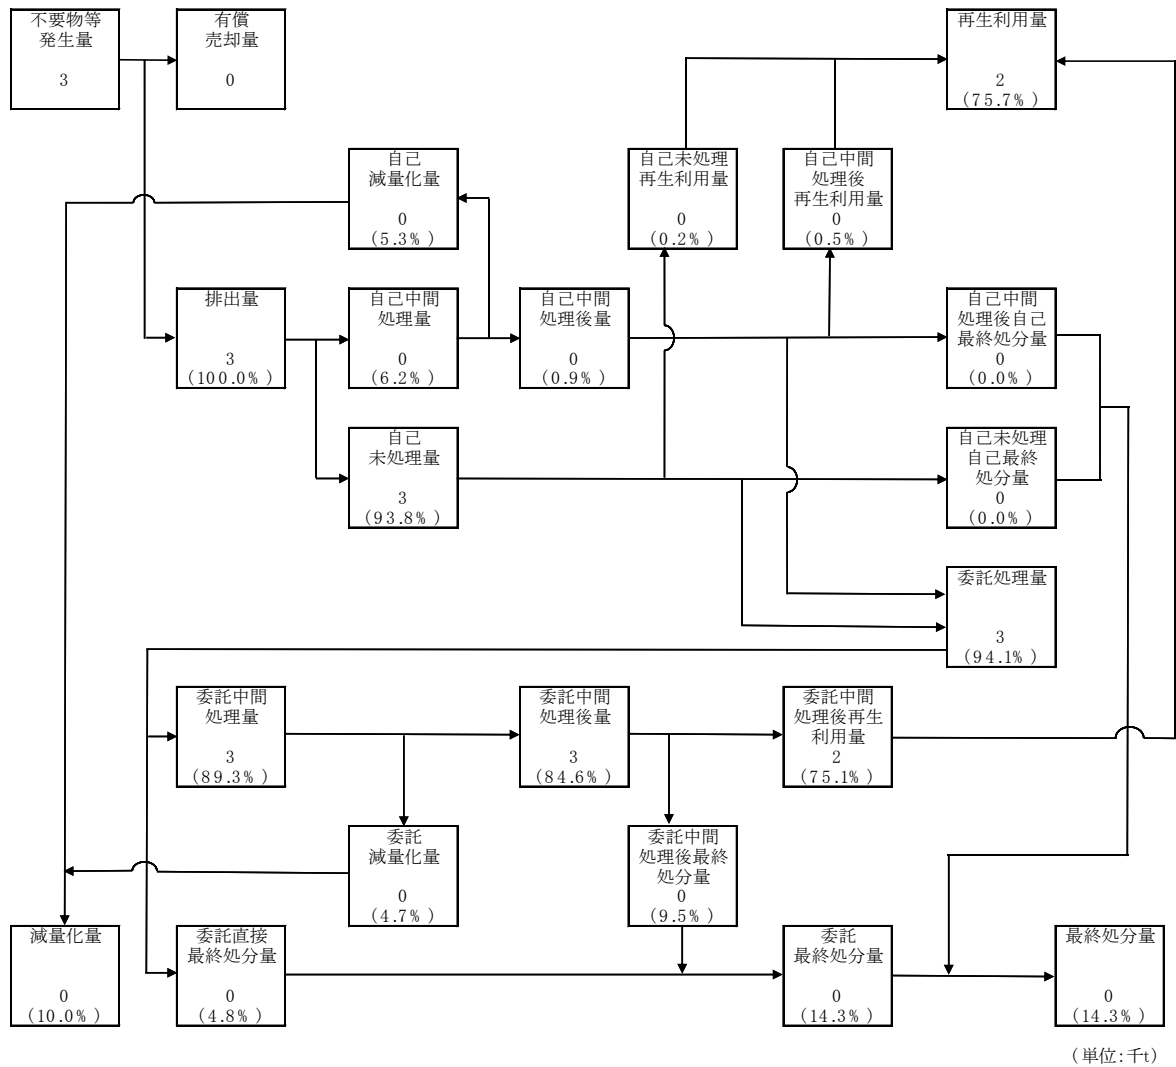 不要物等
発生量
3
有償
売却量
0
再生利用量
2
(75.7%)
自己
減量化量
0
(5.3%)
自己未処理
再生利用量
0
(0.2%)
自己中間
処理後
再生利用量
0
(0.5%)
排出量
3
(100.0%)
自己中間
処理量
0
(6.2%)
自己中間
処理後量
0
(0.9%)
自己中間
処理後自己
最終処分量
0
(0.0%)
自己
未処理量
3
(93.8%)
自己未処理
自己最終
処分量
0
(0.0%)
委託処理量
3
(94.1%)
委託中間
処理量
3
(89.3%)
委託中間
処理後量
3
(84.6%)
委託中間
処理後再生
利用量
2
(75.1%)
委託
減量化量
0
(4.7%)
委託中間
処理後最終
処分量
0
(9.5%)
減量化量
0
(10.0%)
委託直接
最終処分量
0
(4.8%)
委託
最終処分量
0
(14.3%)
最終処分量
0
(14.3%)
(単位:千t)